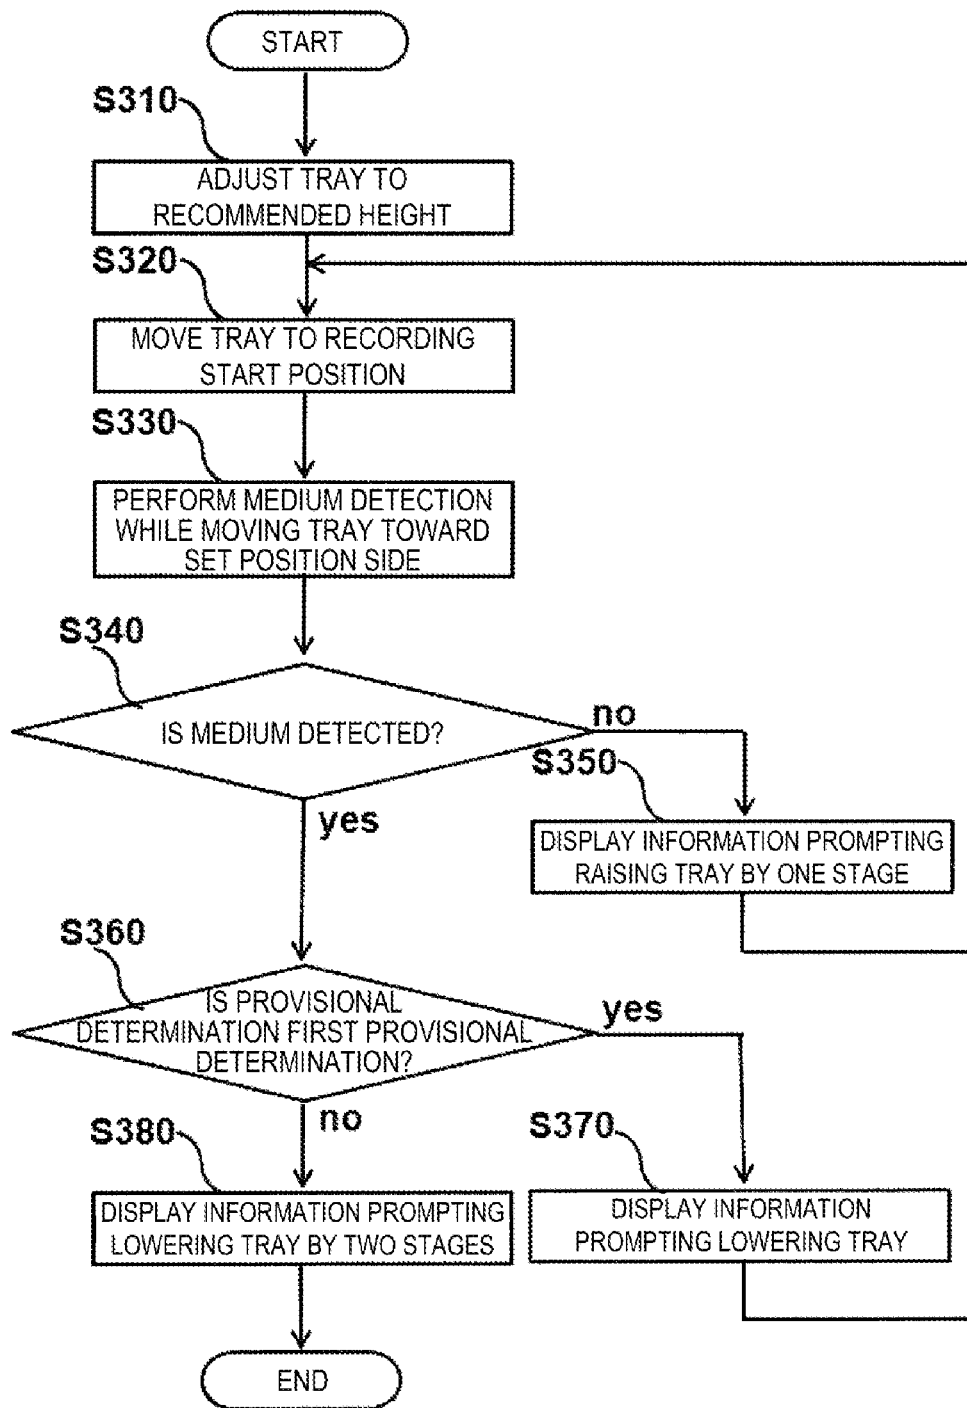 START
S310
ADJUST TRAY TO
RECOMMENDED HEIGHT
S320
MOVE TRAY TO RECORDING
START POSITION
S330
PERFORM MEDIUM DETECTION
WHILE MOVING TRAY TOWARD
SET POSITION SIDE
S340
IS MEDIUM DETECTED?
no
yes
S350
DISPLAY INFORMATION PROMPTING
RAISING TRAY BY ONE STAGE
S360
IS PROVISIONAL
DETERMINATION FIRST PROVISIONAL
DETERMINATION?
yes
no
S370
DISPLAY INFORMATION
PROMPTING LOWERING TRAY
S380
DISPLAY INFORMATION PROMPTING
LOWERING TRAY BY TWO STAGES
END